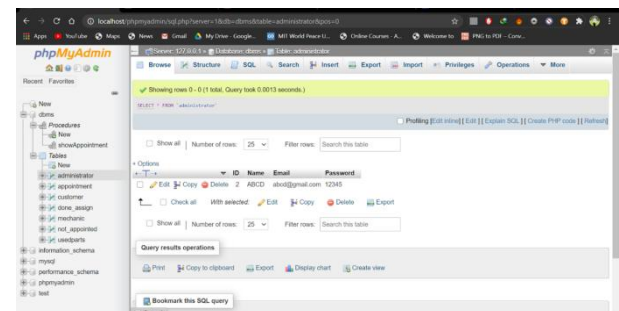 localhost/phpmyadmin/sql.php?server=1&db=dbms&table=administrator&pos=0
Apps YouTube Maps News Gmail My Drive - Google... MIT World Peace U... Online Courses - A... Welcome to PNG to PDF – Conv...
phpMyAdmin
Recent Favorites
New
dbms
Procedures
New
showAppointment
Tables
New
administrator
appointment
customer
done_assign
mechanic
not_appointed
usedparts
information_schema
mysql
performance_schema
phpmyadmin
test
Server: 127.0.0.1 » Database: dbms » Table: administrator
Browse Structure SQL Search Insert Export Import Privileges Operations More
Showing rows 0 - 0 (1 total, Query took 0.0013 seconds.)
SELECT * FROM `administrator`
Profiling [Edit inline] [ Edit ] [ Explain SQL ] [ Create PHP code ] [ Refresh]
Show all | Number of rows: 25 Filter rows: Search this table
+ Options
ID Name Email Password
Edit Copy Delete 2 ABCD abcd@gmail.com 12345
Check all With selected: Edit Copy Delete Export
Show all | Number of rows: 25 Filter rows: Search this table
Query results operations
Print Copy to clipboard Export Display chart Create view
Bookmark this SQL query